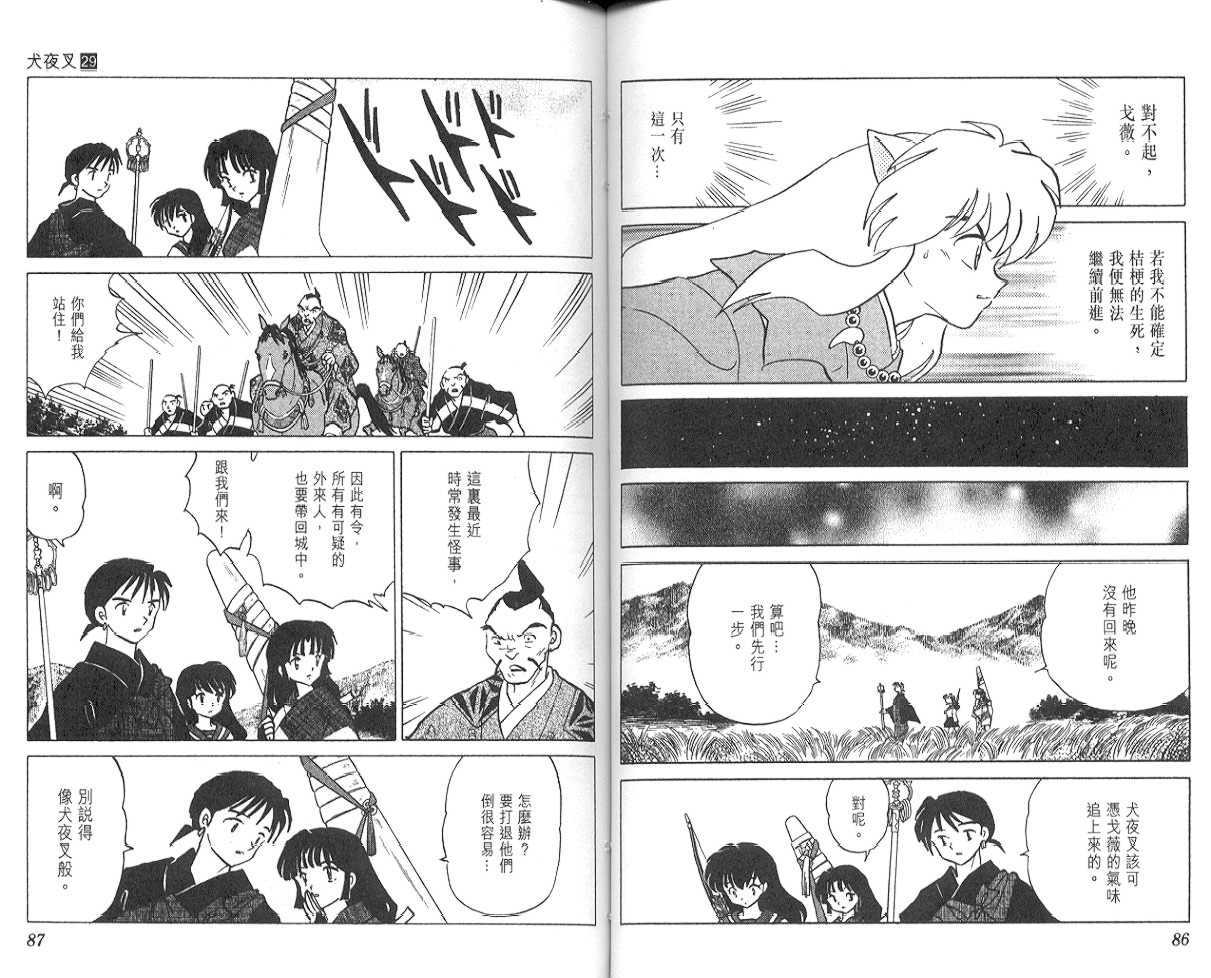 對不起，
戈薇。
只有
這一次…
若我不能確定
桔梗的生死，
我便無法
繼續前進。
他昨晚
沒有回來呢。
算吧…
我們先行
一步。
犬夜叉該可
憑戈薇的氣味
追上來的。
對呢。
86
犬夜叉 29
ドドドドド
你們給我
站住！
這裏最近
時常發生怪事，
因此有令，
所有有可疑的
外來人，
也要帶回城中。
跟我們來！
啊。
怎麼辦？
要打退他們
倒很容易…
別說得
像犬夜叉般。
87